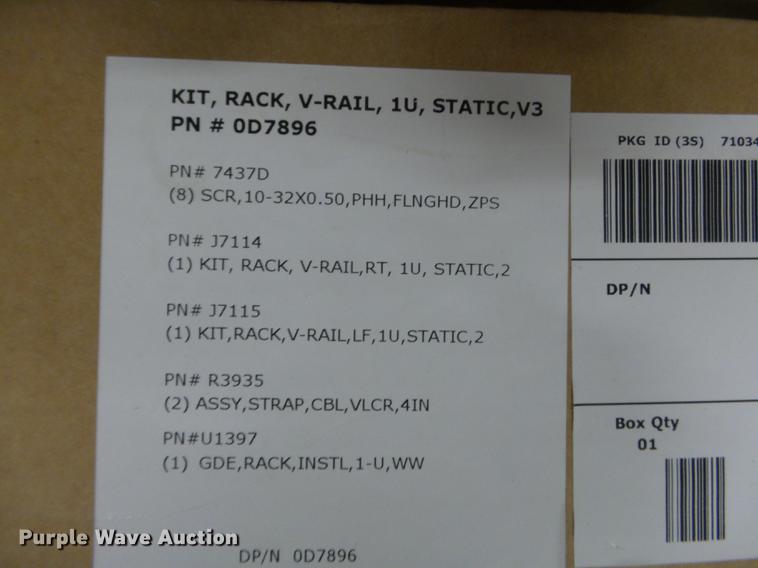 KIT, RACK, V-RAIL, 1U, STATIC,V3
PN # 0D7896
PN# 7437D
(8) SCR,10-32X0.50,PHH,FLNGHD,ZPS
PN# J7114
(1) KIT, RACK, V-RAIL,RT, 1U, STATIC,2
PN# J7115
(1) KIT,RACK,V-RAIL,LF,1U,STATIC,2
PN# R3935
(2) ASSY,STRAP,CBL,VLCR,4IN
PN#U1397
(1) GDE,RACK,INSTL,1-U,WW
DP/N 0D7896
PKG ID (3S) 71034
DP/N
Box Qty
01
Purple Wave Auction